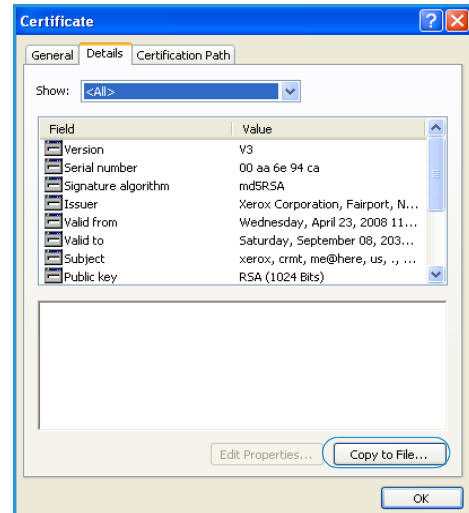 Certificate
General Details Certification Path
Show: <All>
Field Value
Version V3
Serial number 00 aa 6e 94 ca
Signature algorithm md5RSA
Issuer Xerox Corporation, Fairport, N...
Valid from Wednesday, April 23, 2008 11...
Valid to Saturday, September 08, 203...
Subject xerox, crmt, me@here, us, ., ...
Public key RSA (1024 Bits)
Edit Properties... Copy to File...
OK